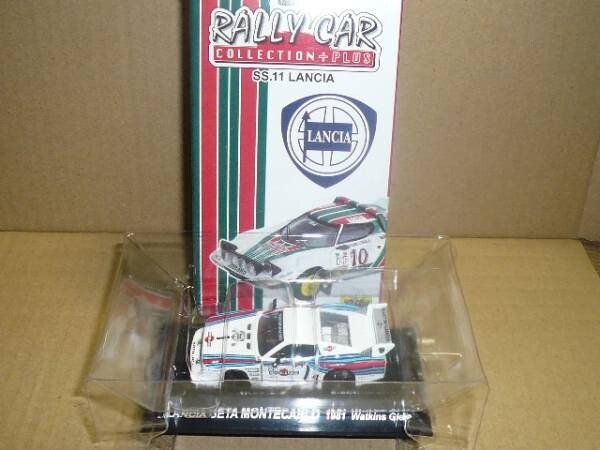 RALLY CAR
COLLECTION + PLUS
SS.11 LANCIA
LANCIA
10
LANCIA BETA MONTECARLO 1981 Watkins Glen